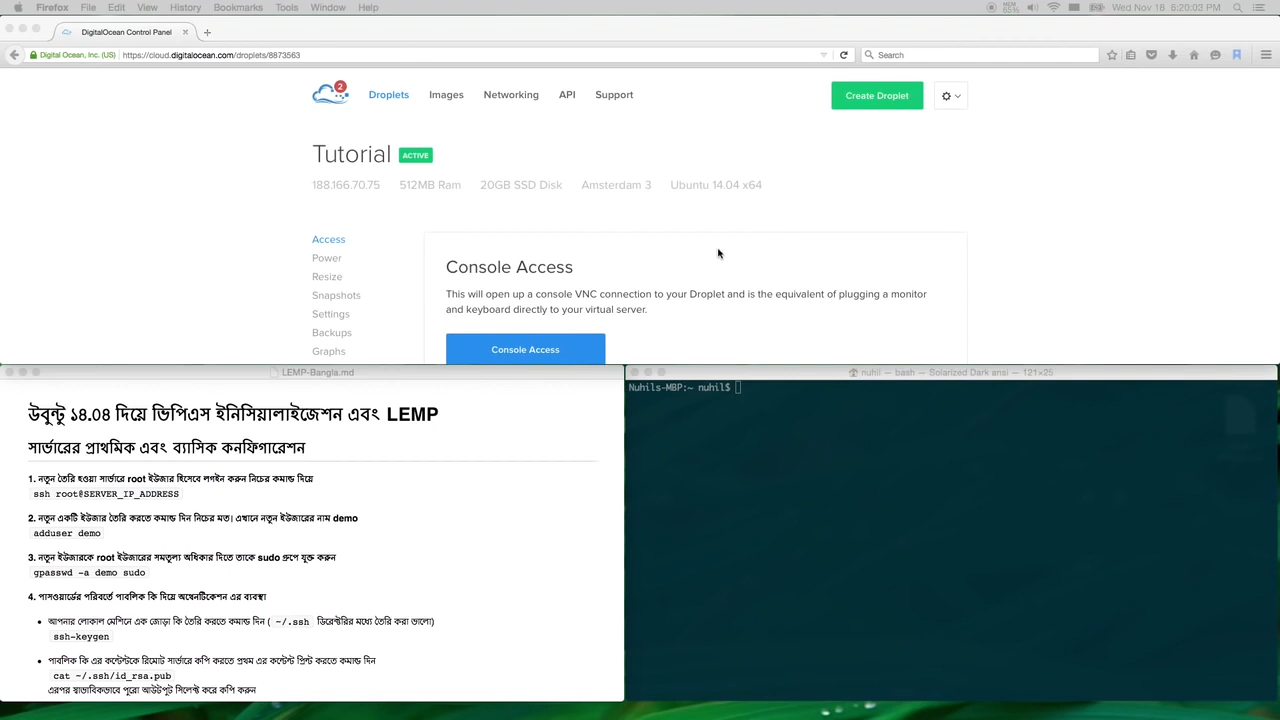 Firefox File Edit View History Bookmarks Tools Window Help
MEM 65% Wed Nov 18 8:20:03 PM
DigitalOcean Control Panel
Digital Ocean, Inc. (US) https://cloud.digitalocean.com/droplets/8873563 Search
2 Droplets Images Networking API Support Create Droplet
Tutorial ACTIVE
188.166.70.75 512MB Ram 20GB SSD Disk Amsterdam 3 Ubuntu 14.04 x64
Access
Power
Resize
Snapshots
Settings
Backups
Graphs
Console Access
This will open up a console VNC connection to your Droplet and is the equivalent of plugging a monitor
and keyboard directly to your virtual server.
Console Access
LEMP-Bangla.md
উবুন্টু ১৪.০৪ দিয়ে ভিপিএস ইনিসিয়ালাইজেশন এবং LEMP
সার্ভারের প্রাথমিক এবং ব্যাসিক কনফিগারেশন
1. নতুন তৈরি হওয়া সার্ভারে root ইউজার হিসেবে লগইন করুন নিচের কমান্ড দিয়ে
ssh root@SERVER_IP_ADDRESS
2. নতুন একটি ইউজার তৈরি করতে কমান্ড দিন নিচের মত। এখানে নতুন ইউজারের নাম demo
adduser demo
3. নতুন ইউজারকে root ইউজারের সমতুল্য অধিকার দিতে তাকে sudo গ্রুপে যুক্ত করুন
gpasswd -a demo sudo
4. পাসওয়ার্ডের পরিবর্তে পাবলিক কি দিয়ে অথেনটিকেশন এর ব্যবস্থা
• আপনার লোকাল মেশিনে এক জোড়া কি তৈরি করতে কমান্ড দিন ( ~/.ssh ডিরেক্টরির মধ্যে তৈরি করা ভালো)
ssh-keygen
• পাবলিক কি এর কন্টেন্টকে রিমোট সার্ভারে কপি করতে প্রথম এর কন্টেন্ট প্রিন্ট করতে কমান্ড দিন
cat ~/.ssh/id_rsa.pub
এরপর স্বাভাবিকভাবে পুরো আউটপুট সিলেক্ট করে কপি করুন
nuhil — bash — Solarized Dark ansi — 121×25
Nuhils-MBP:~ nuhil$